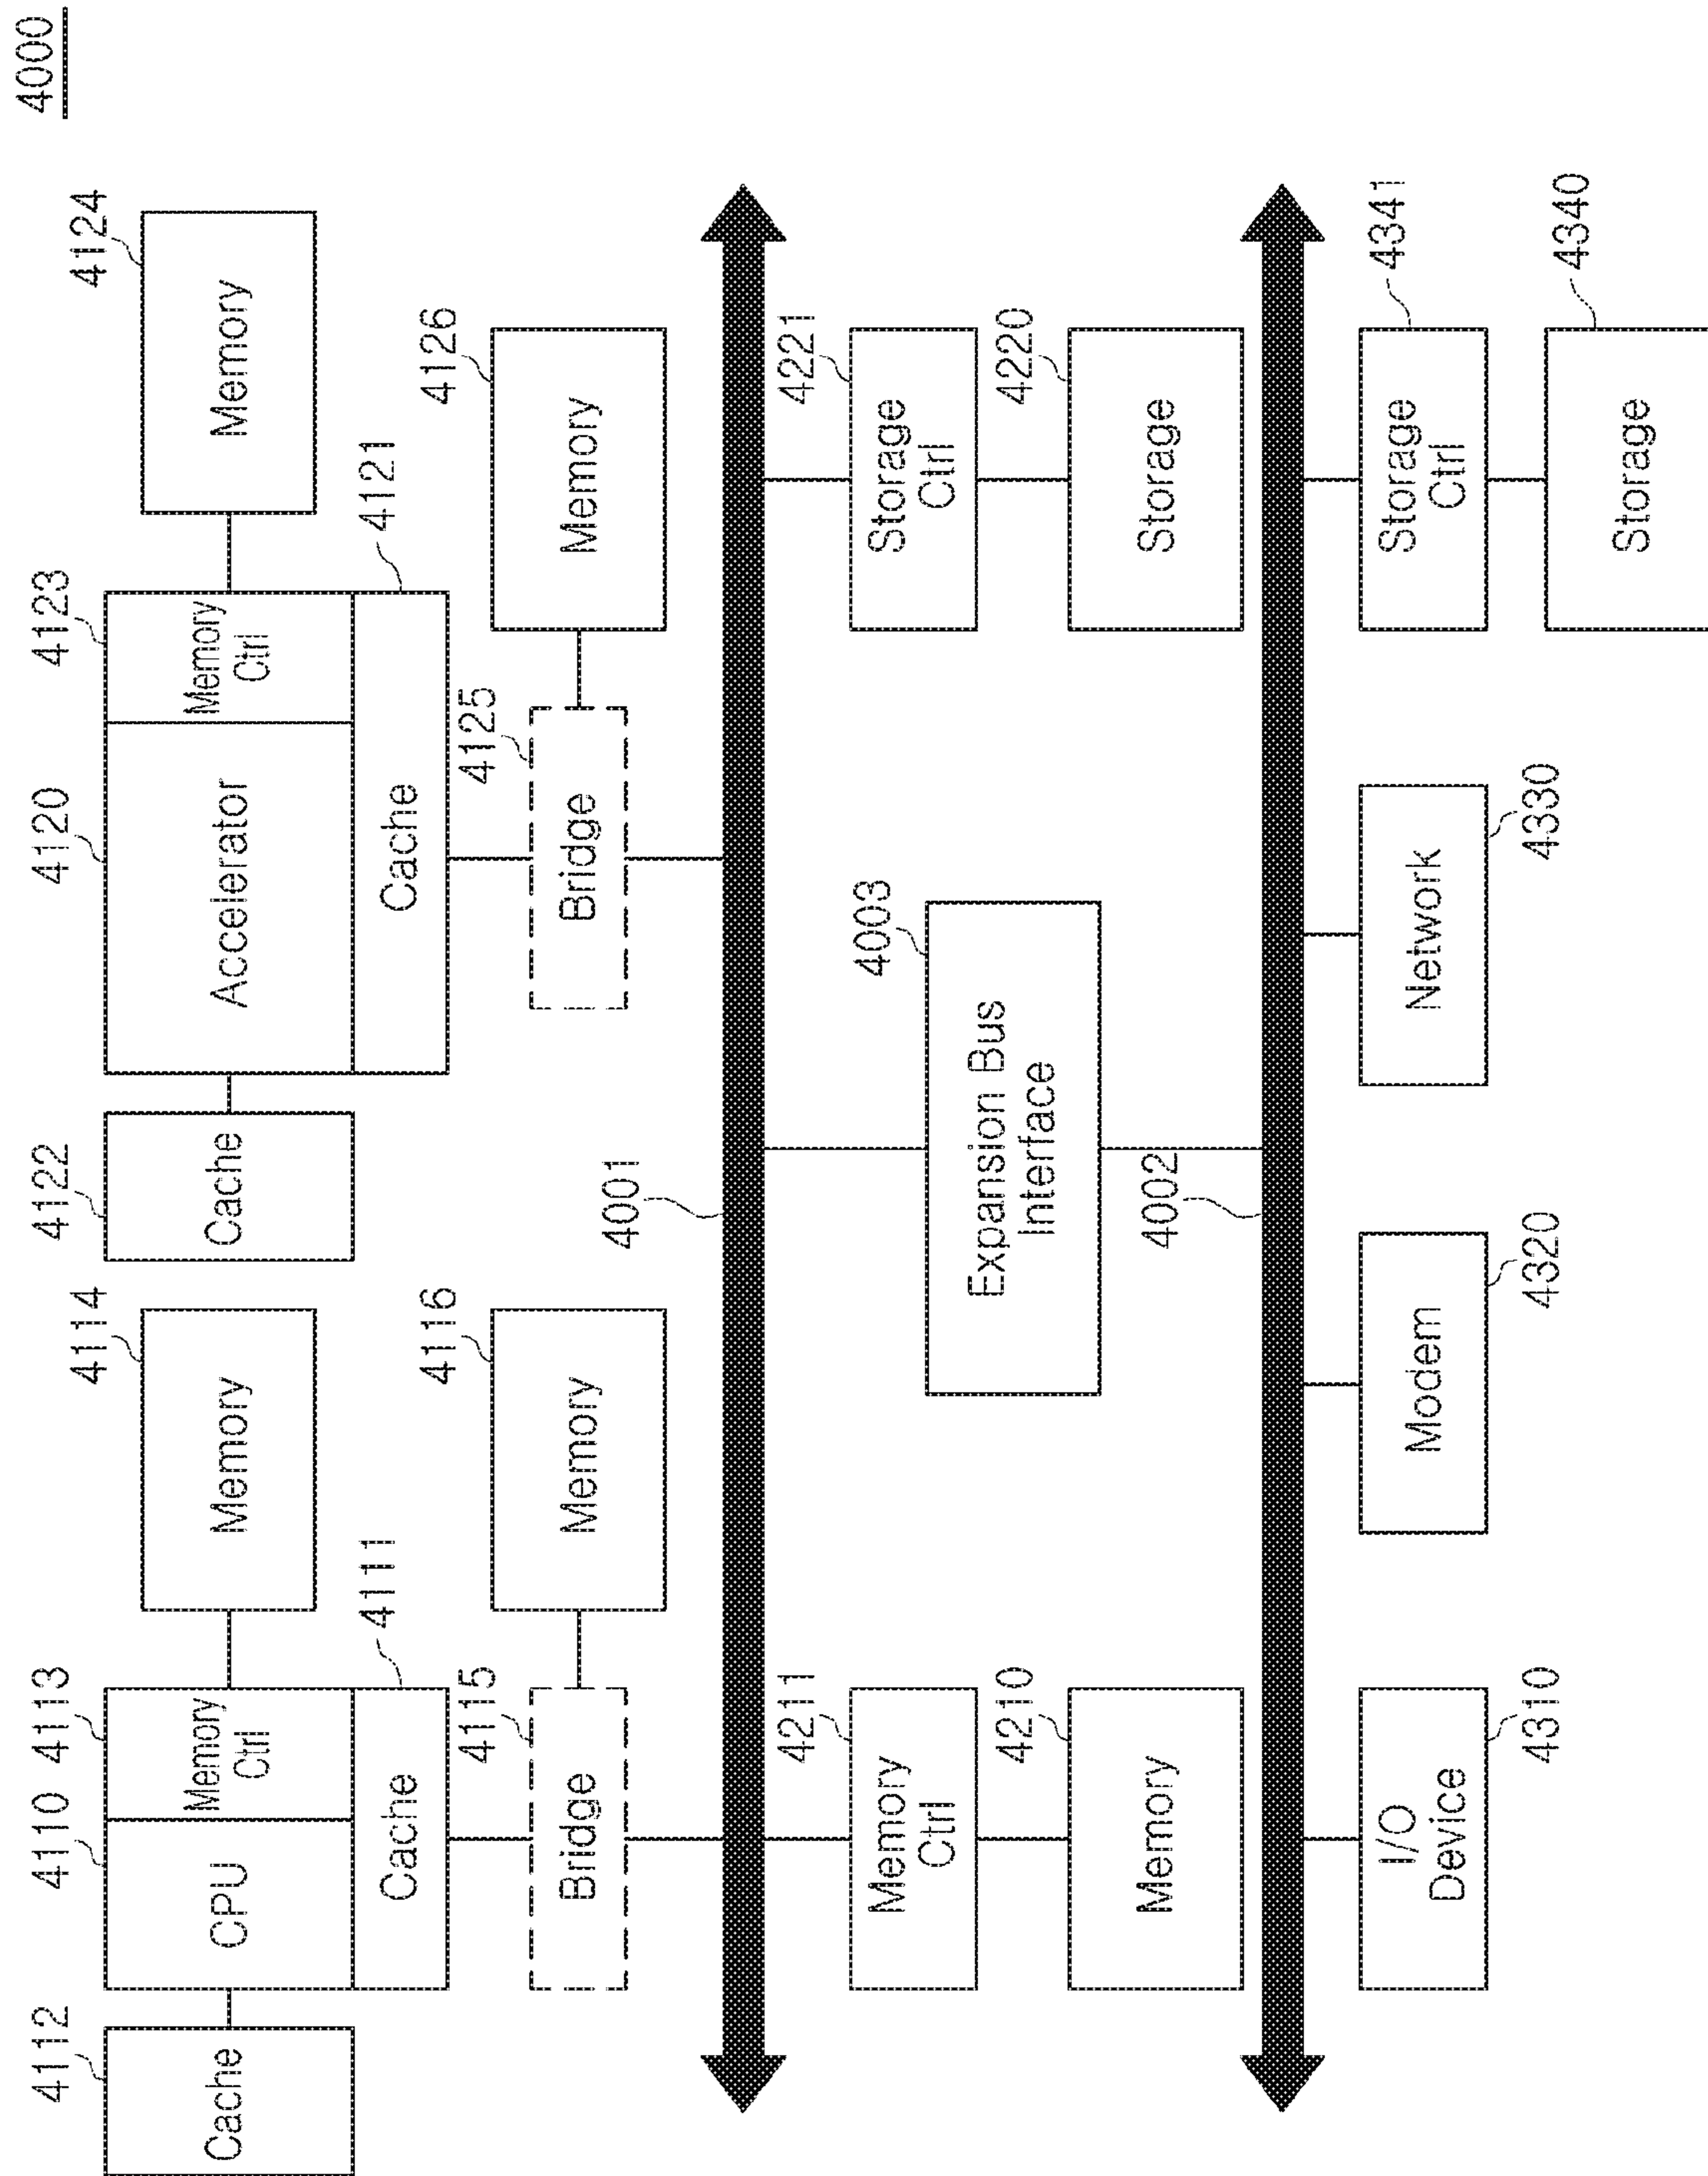 4000
4112
4110
4113
4114
4122
4120
4123
4124
Cache
CPU
Memory
Ctrl
Memory
Cache
Accelerator
Memory
Ctrl
Memory
Cache
4111
Cache
4121
4115
4116
4125
4126
Bridge
Memory
Bridge
Memory
4001
4211
4003
4221
Memory
Ctrl
Storage
Ctrl
4210
Expansion Bus
Interface
4220
Memory
Storage
4002
4341
I/O
Device
Modem
Network
Storage
Ctrl
4310
4320
4330
4340
Storage